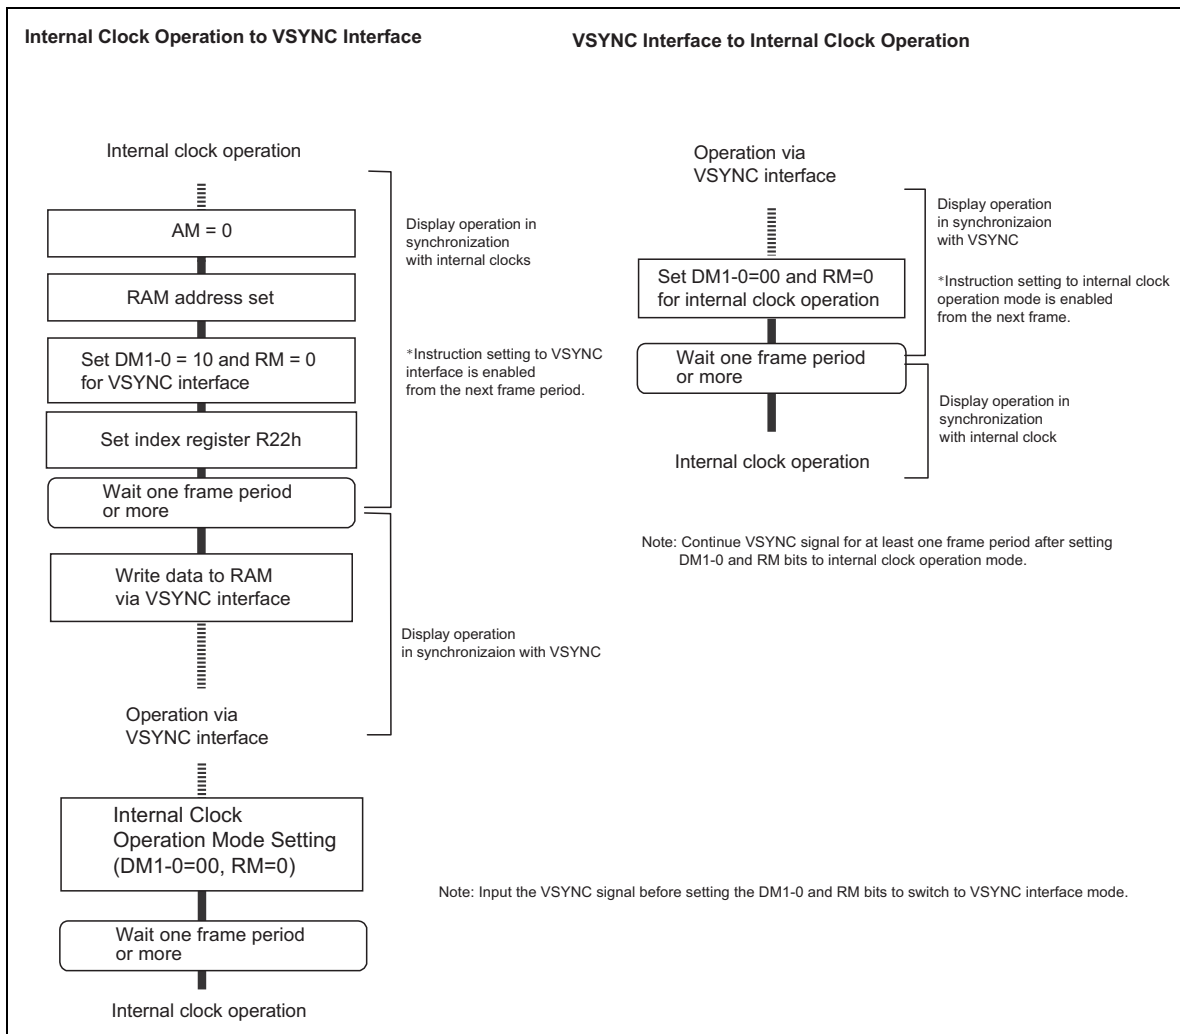 Internal Clock Operation to VSYNC Interface
Internal clock operation
AM = 0
RAM address set
Set DM1-0 = 10 and RM = 0
for VSYNC interface
Set index register R22h
Wait one frame period
or more
Write data to RAM
via VSYNC interface
Operation via
VSYNC interface
Internal Clock
Operation Mode Setting
(DM1-0=00, RM=0)
Wait one frame period
or more
Internal clock operation
Display operation in
synchronization
with internal clocks
*Instruction setting to VSYNC
interface is enabled
from the next frame period.
Display operation
in synchronizaion with VSYNC
VSYNC Interface to Internal Clock Operation
Operation via
VSYNC interface
Set DM1-0=00 and RM=0
for internal clock operation
Wait one frame period
or more
Internal clock operation
Display operation
in synchronizaion
with VSYNC
*Instruction setting to internal clock
operation mode is enabled
from the next frame.
Display operation in
synchronization
with internal clock
Note: Continue VSYNC signal for at least one frame period after setting
DM1-0 and RM bits to internal clock operation mode.
Note: Input the VSYNC signal before setting the DM1-0 and RM bits to switch to VSYNC interface mode.